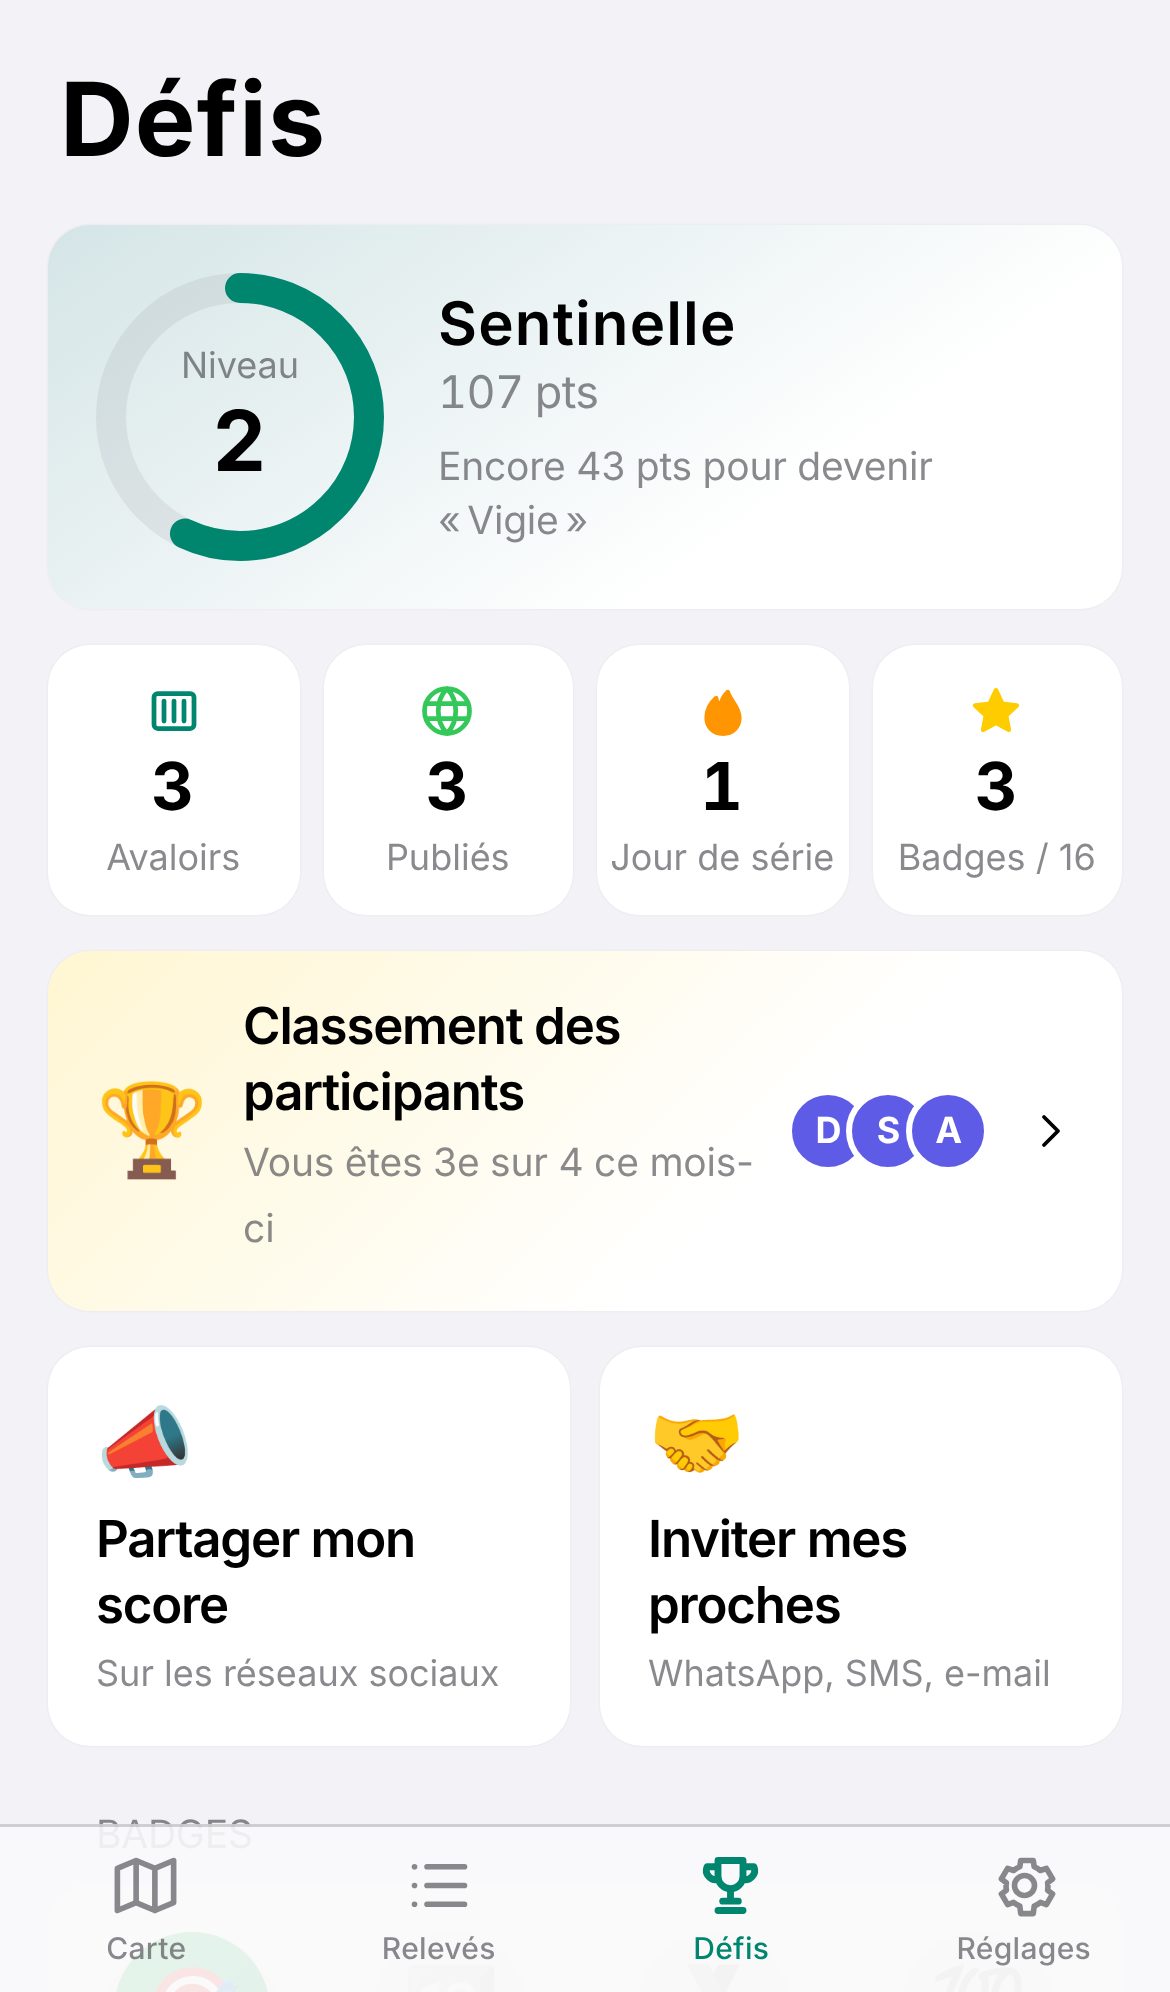 Défis
Niveau
2
Sentinelle
107 pts
Encore 43 pts pour devenir
« Vigie »
3
Avaloirs
3
Publiés
1
Jour de série
3
Badges / 16
Classement des
participants
Vous êtes 3e sur 4 ce mois-
ci
D
S
A
Partager mon
score
Sur les réseaux sociaux
Inviter mes
proches
WhatsApp, SMS, e-mail
BADGES
Carte
Relevés
Défis
Réglages